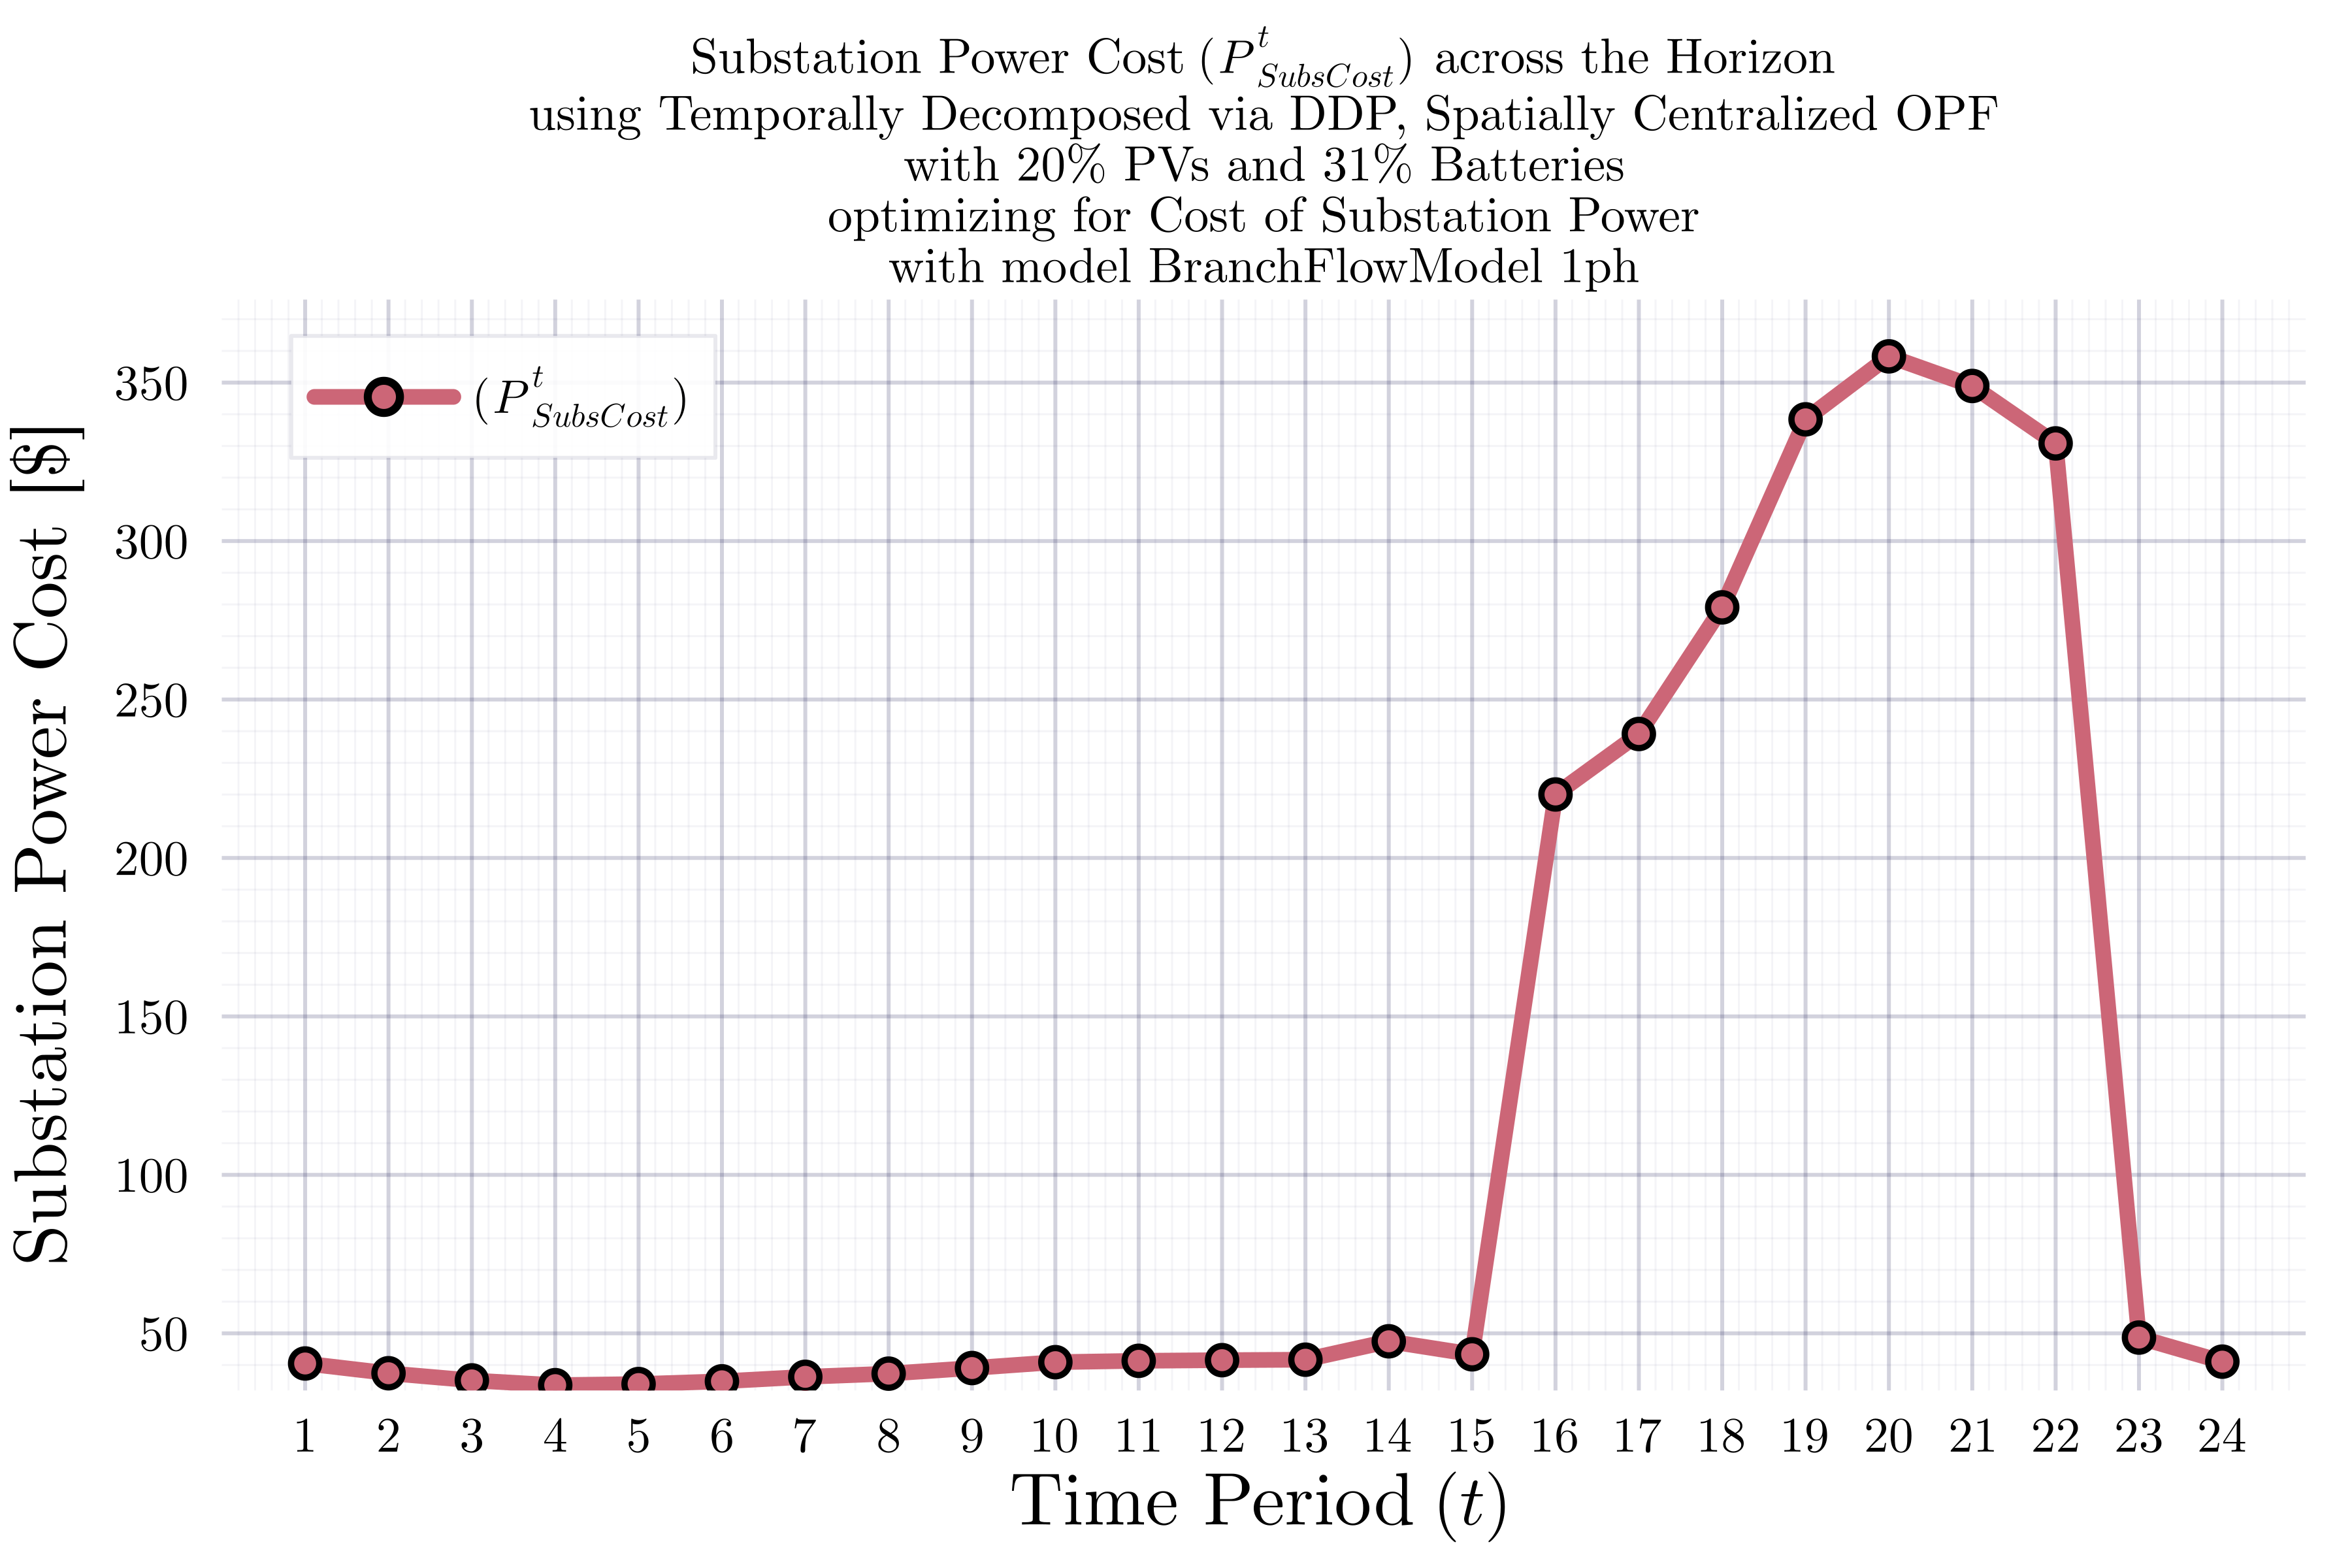 Substation Power Cost (P^t_SubsCost) across the Horizon
using Temporally Decomposed via DDP, Spatially Centralized OPF
with 20% PVs and 31% Batteries
optimizing for Cost of Substation Power
with model BranchFlowModel 1ph
(P^t_SubsCost)
Substation Power Cost [$]
350
300
250
200
150
100
50
1 2 3 4 5 6 7 8 9 10 11 12 13 14 15 16 17 18 19 20 21 22 23 24
Time Period (t)